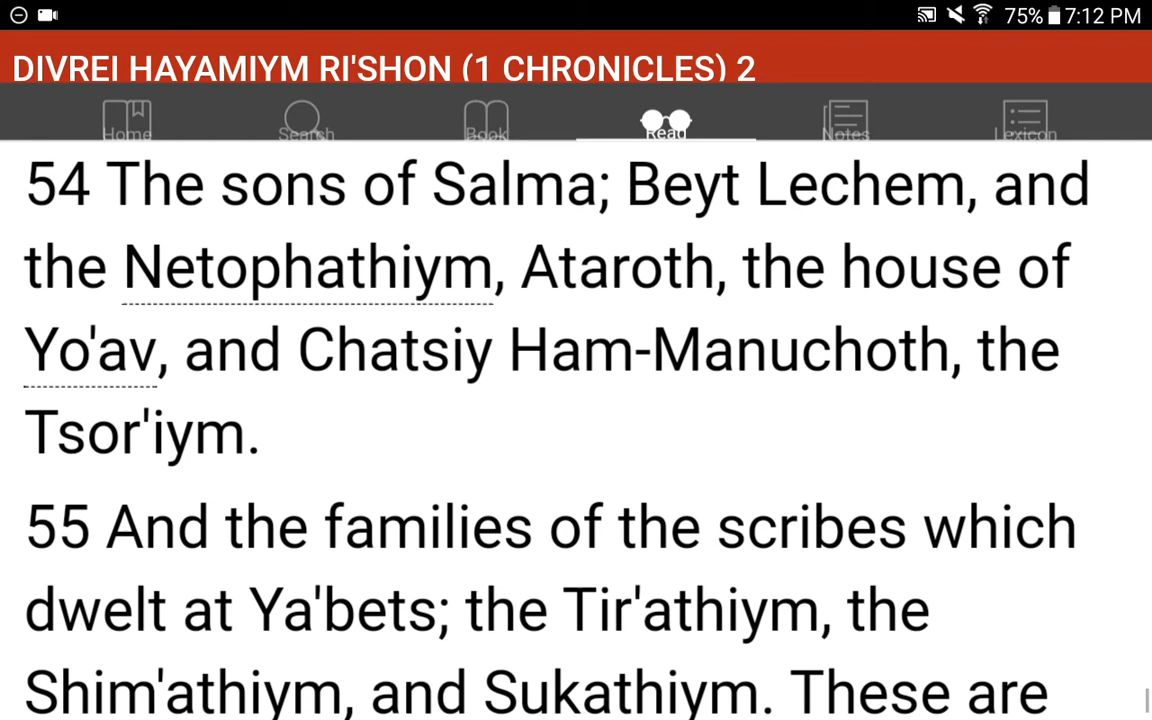 75% 7:12 PM
DIVREI HAYAMIYM RI'SHON (1 CHRONICLES) 2
Home Search Book Read Notes Lexicon
54 The sons of Salma; Beyt Lechem, and
the Netophathiym, Ataroth, the house of
Yo'av, and Chatsiy Ham-Manuchoth, the
Tsor'iym.
55 And the families of the scribes which
dwelt at Ya'bets; the Tir'athiym, the
Shim'athiym, and Sukathiym. These are